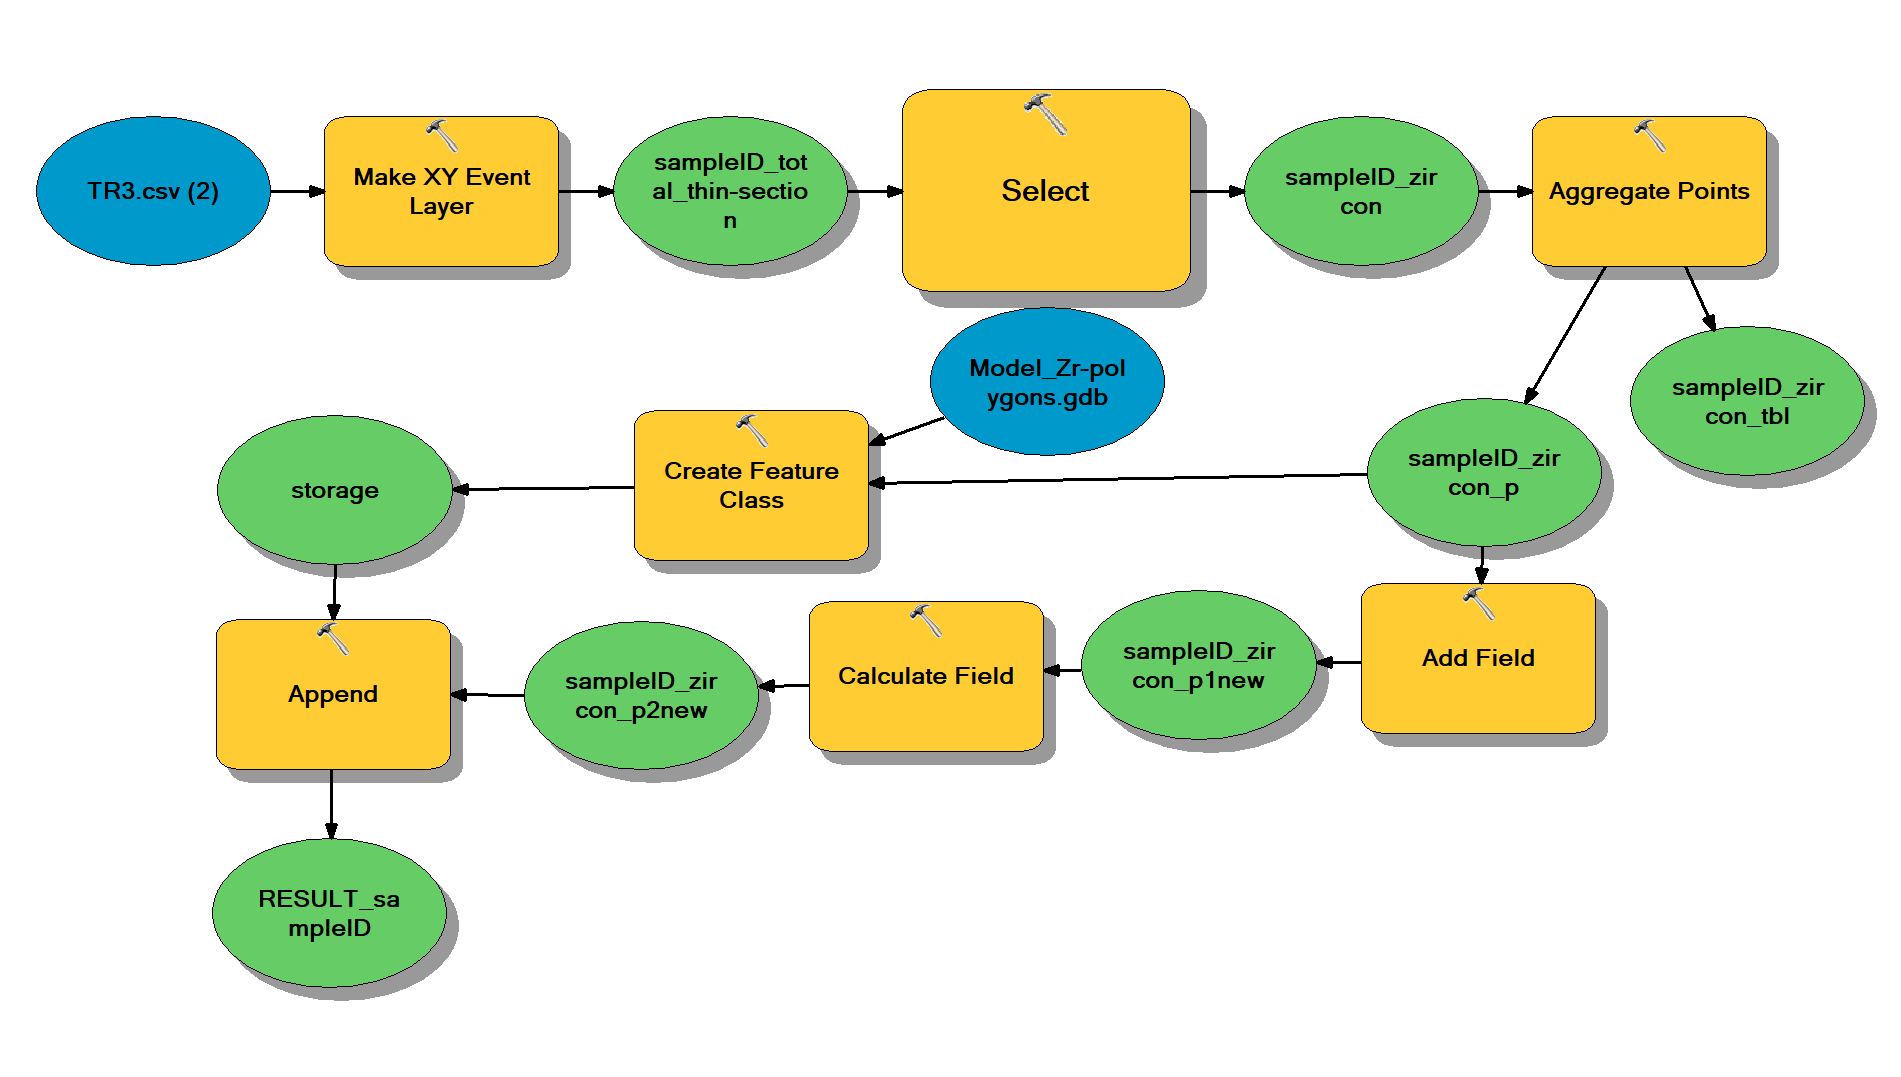 TR3.csv (2)
Make XY Event
Layer
sampleID_tot
al_thin-sectio
n
Select
sampleID_zir
con
Aggregate Points
Model_Zr-pol
ygons.gdb
sampleID_zir
con_tbl
storage
Create Feature
Class
sampleID_zir
con_p
Append
sampleID_zir
con_p2new
Calculate Field
sampleID_zir
con_p1new
Add Field
RESULT_sa
mpleID